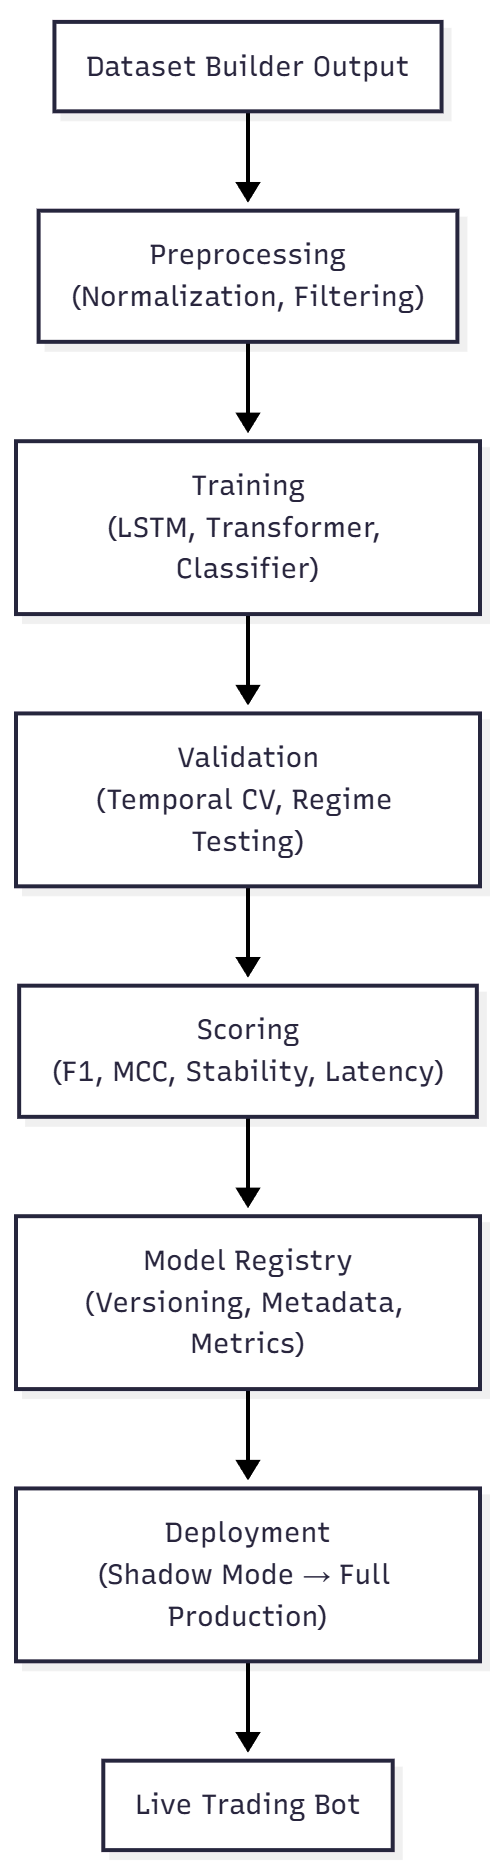 Dataset Builder Output
Preprocessing
(Normalization, Filtering)
Training
(LSTM, Transformer,
Classifier)
Validation
(Temporal CV, Regime
Testing)
Scoring
(F1, MCC, Stability, Latency)
Model Registry
(Versioning, Metadata,
Metrics)
Deployment
(Shadow Mode → Full
Production)
Live Trading Bot